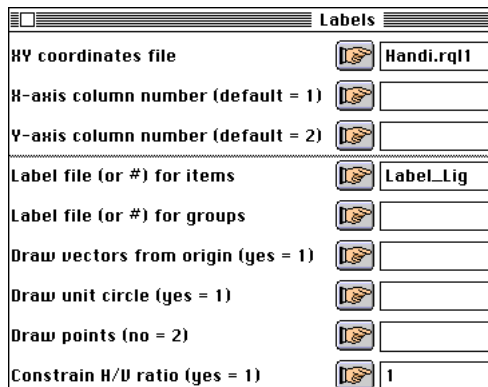 Labels
XY coordinates file Handi.rql1
X-axis column number (default = 1)
Y-axis column number (default = 2)
Label file (or #) for items Label_Lig
Label file (or #) for groups
Draw vectors from origin (yes = 1)
Draw unit circle (yes = 1)
Draw points (no = 2)
Constrain H/V ratio (yes = 1) 1